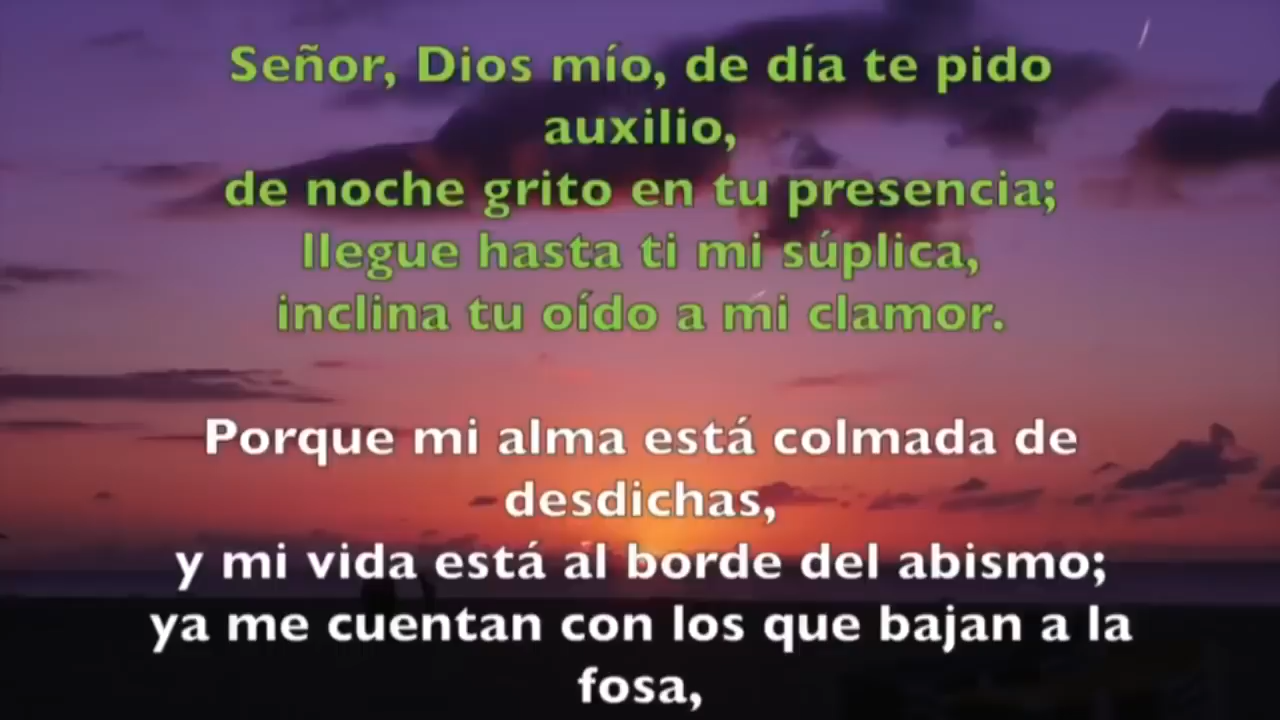 Señor, Dios mío, de día te pido
auxilio,
de noche grito en tu presencia;
llegue hasta ti mi súplica,
inclina tu oído a mi clamor.
Porque mi alma está colmada de
desdichas,
y mi vida está al borde del abismo;
ya me cuentan con los que bajan a la
fosa,